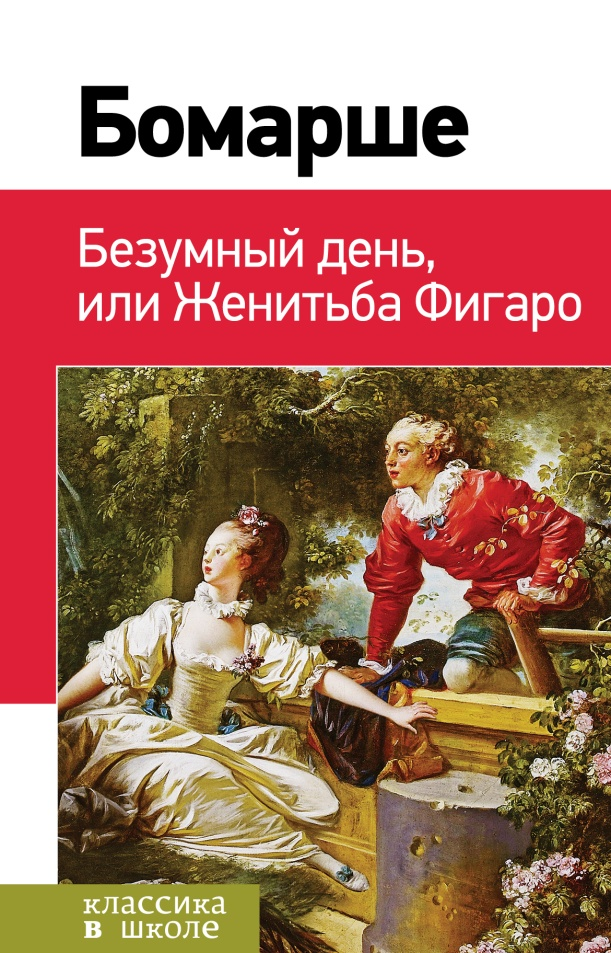 Бомарше
Безумный день,
или Женитьба Фигаро
классика
в школе